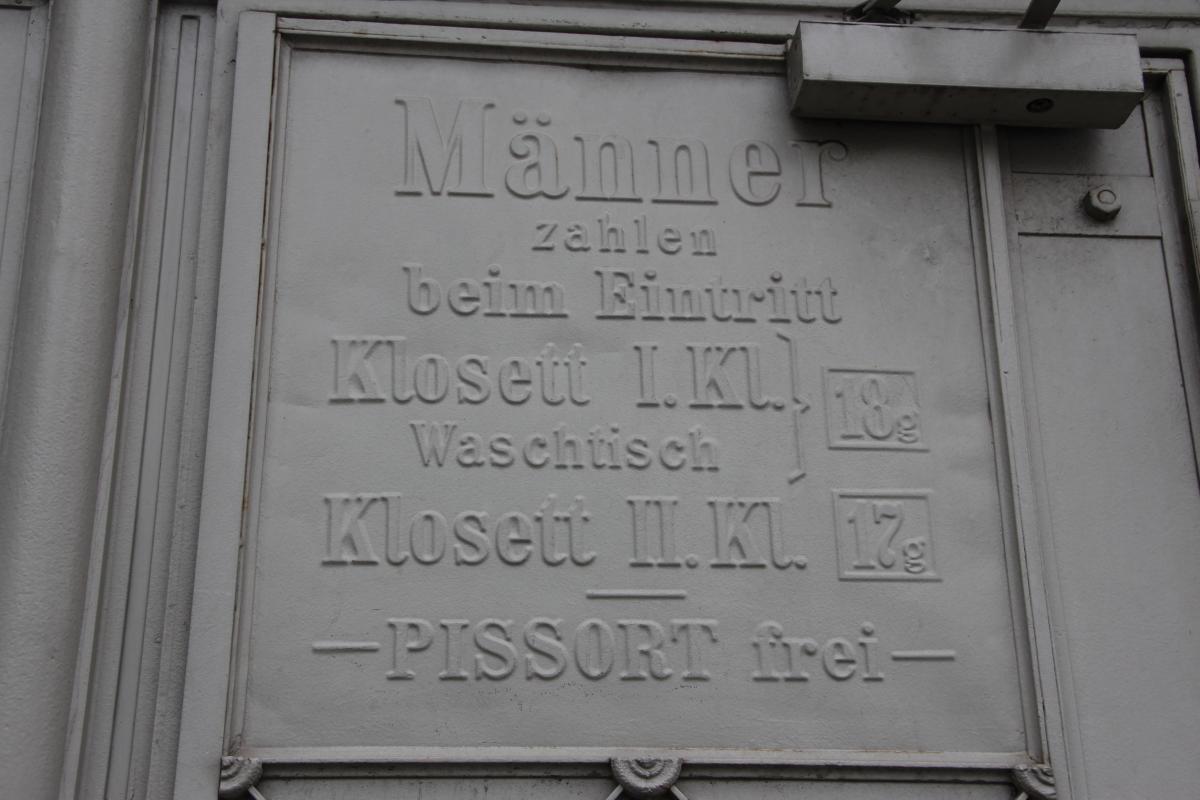 Männer
zahlen
beim Eintritt
Klosett I. Kl.
Waschtisch
18g
Klosett II. Kl. 17g
PISSORT frei